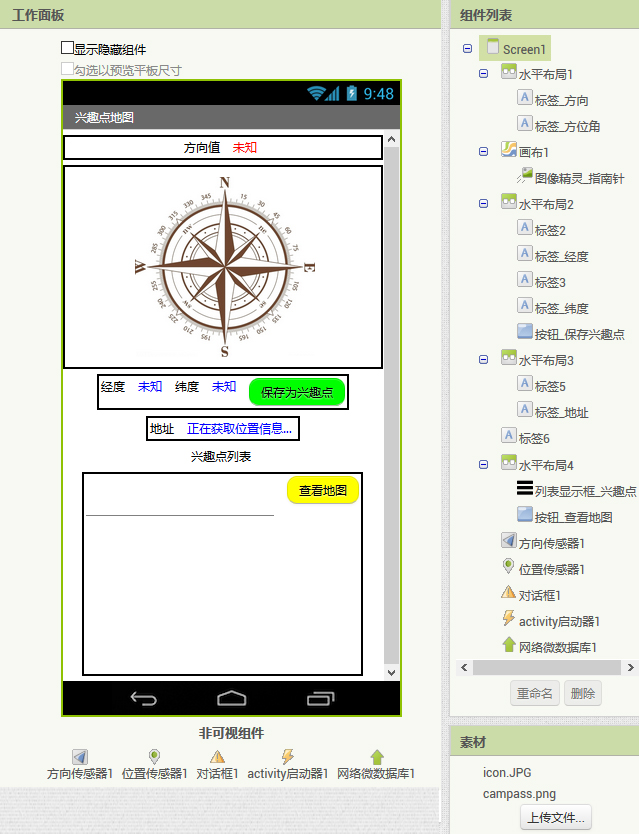 工作面板
显示隐藏组件
勾选以预览平板尺寸
9:48
兴趣点地图
方向值 未知
N
W E
S
经度 未知 纬度 未知 保存为兴趣点
地址 正在获取位置信息...
兴趣点列表
查看地图
非可视组件
方向传感器1 位置传感器1 对话框1 activity启动器1 网络微数据库1
组件列表
Screen1
水平布局1
标签_方向
标签_方位角
画布1
图像精灵_指南针
水平布局2
标签2
标签_经度
标签3
标签_纬度
按钮_保存兴趣点
水平布局3
标签5
标签_地址
标签6
水平布局4
列表显示框_兴趣点
按钮_查看地图
方向传感器1
位置传感器1
对话框1
activity启动器1
网络微数据库1
重命名 删除
素材
icon.JPG
campass.png
上传文件...